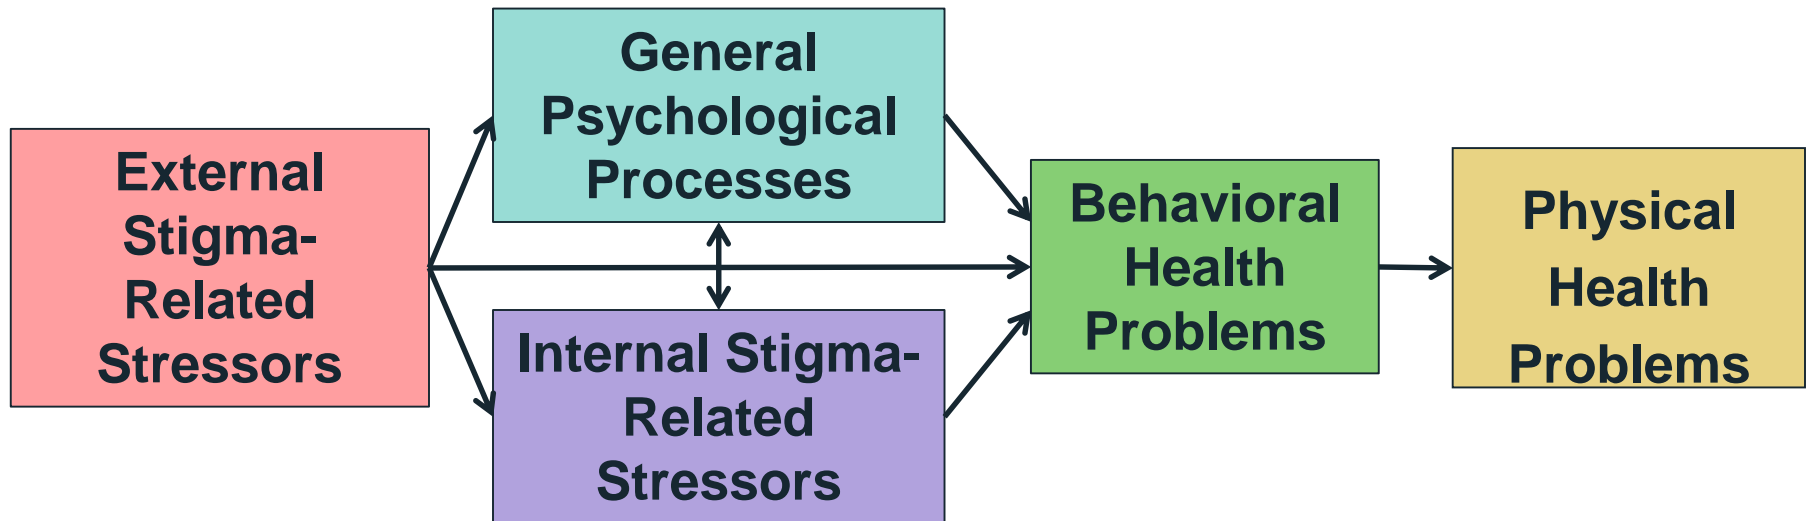 External
Stigma-
Related
Stressors
General
Psychological
Processes
Internal Stigma-
Related
Stressors
Behavioral
Health
Problems
Physical
Health
Problems